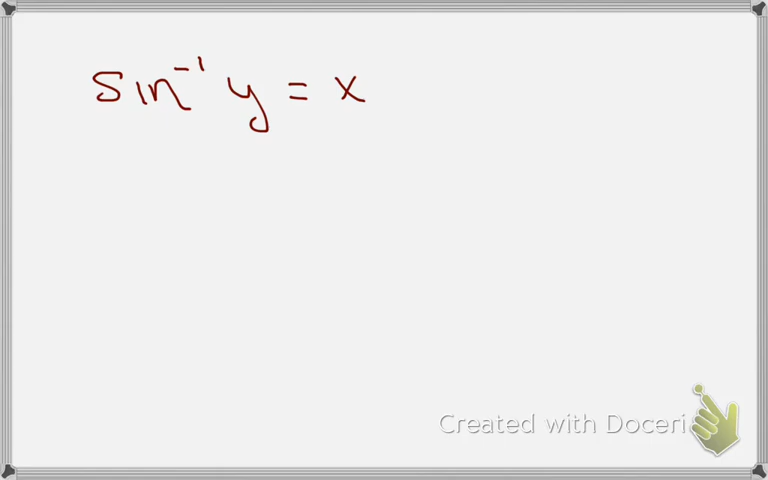 sin⁻¹ y = x
Created with Doceri